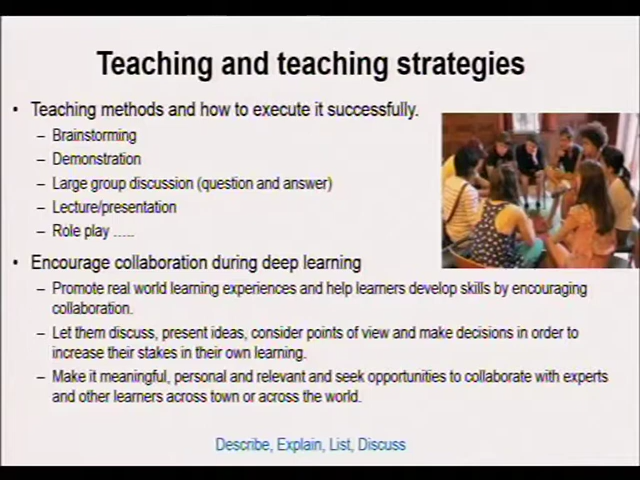 Teaching and teaching strategies
• Teaching methods and how to execute it successfully.
– Brainstorming
– Demonstration
– Large group discussion (question and answer)
– Lecture/presentation
– Role play .....
• Encourage collaboration during deep learning
– Promote real world learning experiences and help learners develop skills by encouraging
collaboration.
– Let them discuss, present ideas, consider points of view and make decisions in order to
increase their stakes in their own learning.
– Make it meaningful, personal and relevant and seek opportunities to collaborate with experts
and other learners across town or across the world.
Describe, Explain, List, Discuss